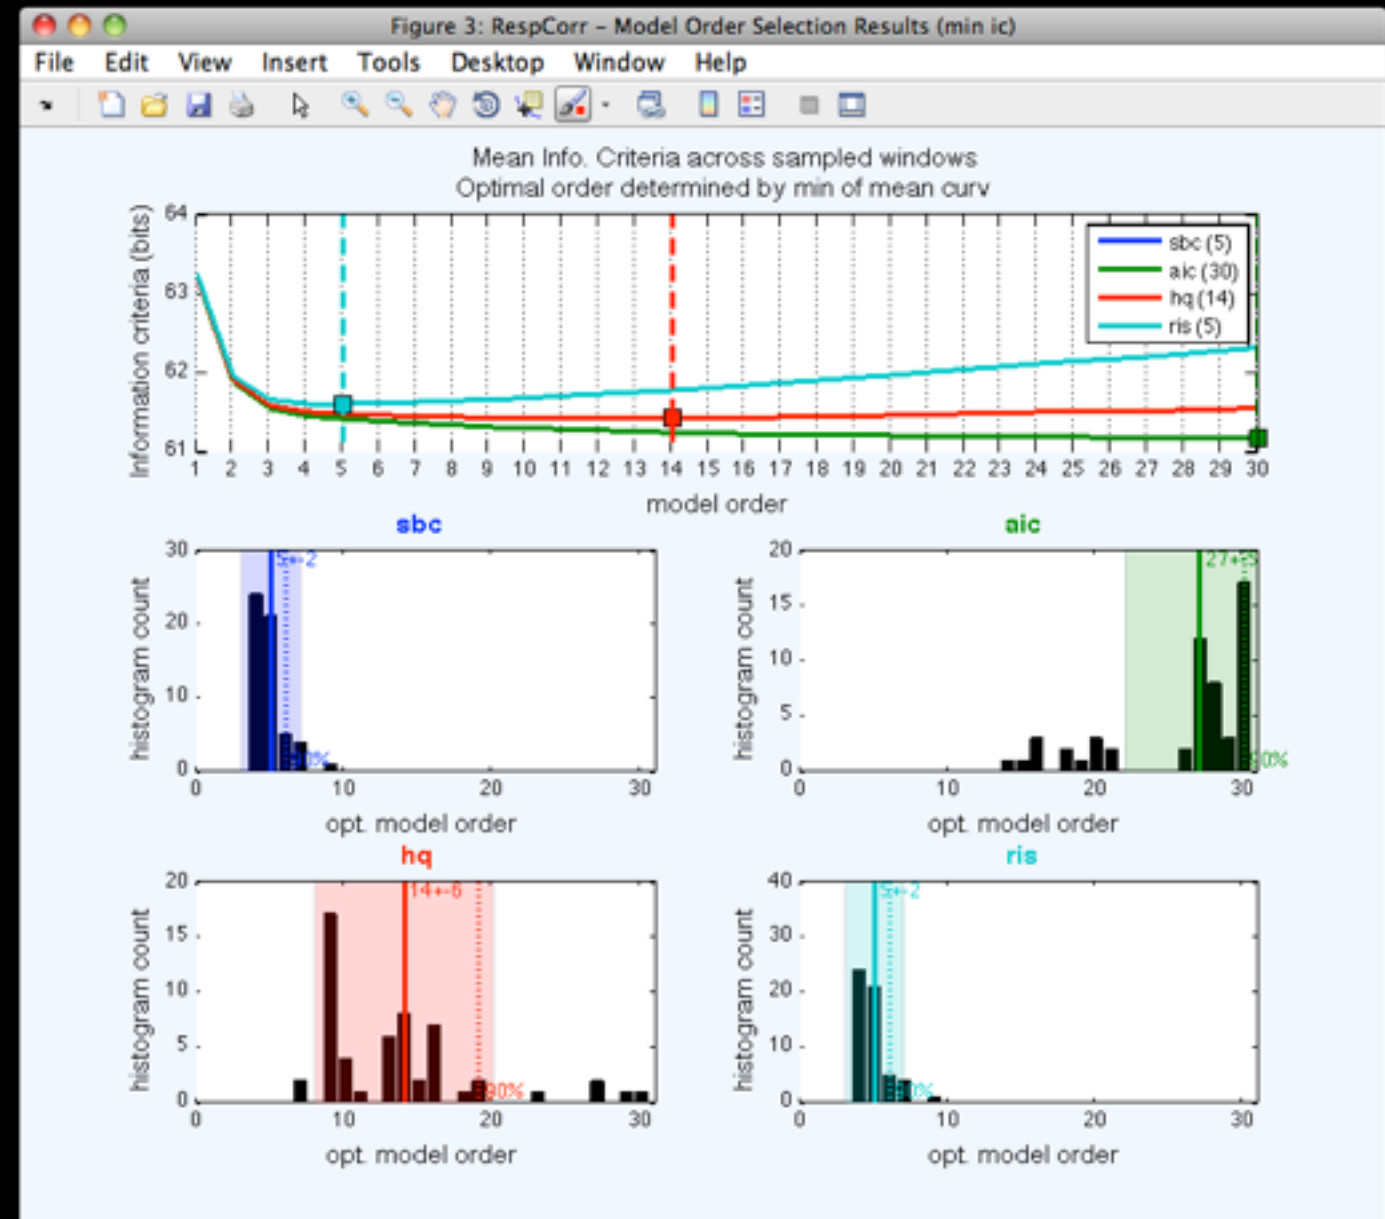 Figure 3: RespCorr – Model Order Selection Results (min ic)
File Edit View Insert Tools Desktop Window Help
Mean Info. Criteria across sampled windows
Optimal order determined by min of mean curv
Information criteria (bits)
64
63
62
61
sbc (5)
aic (30)
hq (14)
ris (5)
1 2 3 4 5 6 7 8 9 10 11 12 13 14 15 16 17 18 19 20 21 22 23 24 25 26 27 28 29 30
model order
sbc
histogram count
30
20
10
0
5+-2
0 10 20 30
opt. model order
aic
histogram count
20
15
10
5
0
27+-5
90%
0 10 20 30
opt. model order
hq
histogram count
20
15
10
5
0
14+-6
90%
0 10 20 30
opt. model order
ris
histogram count
40
30
20
10
0
5+-2
0 10 20 30
opt. model order